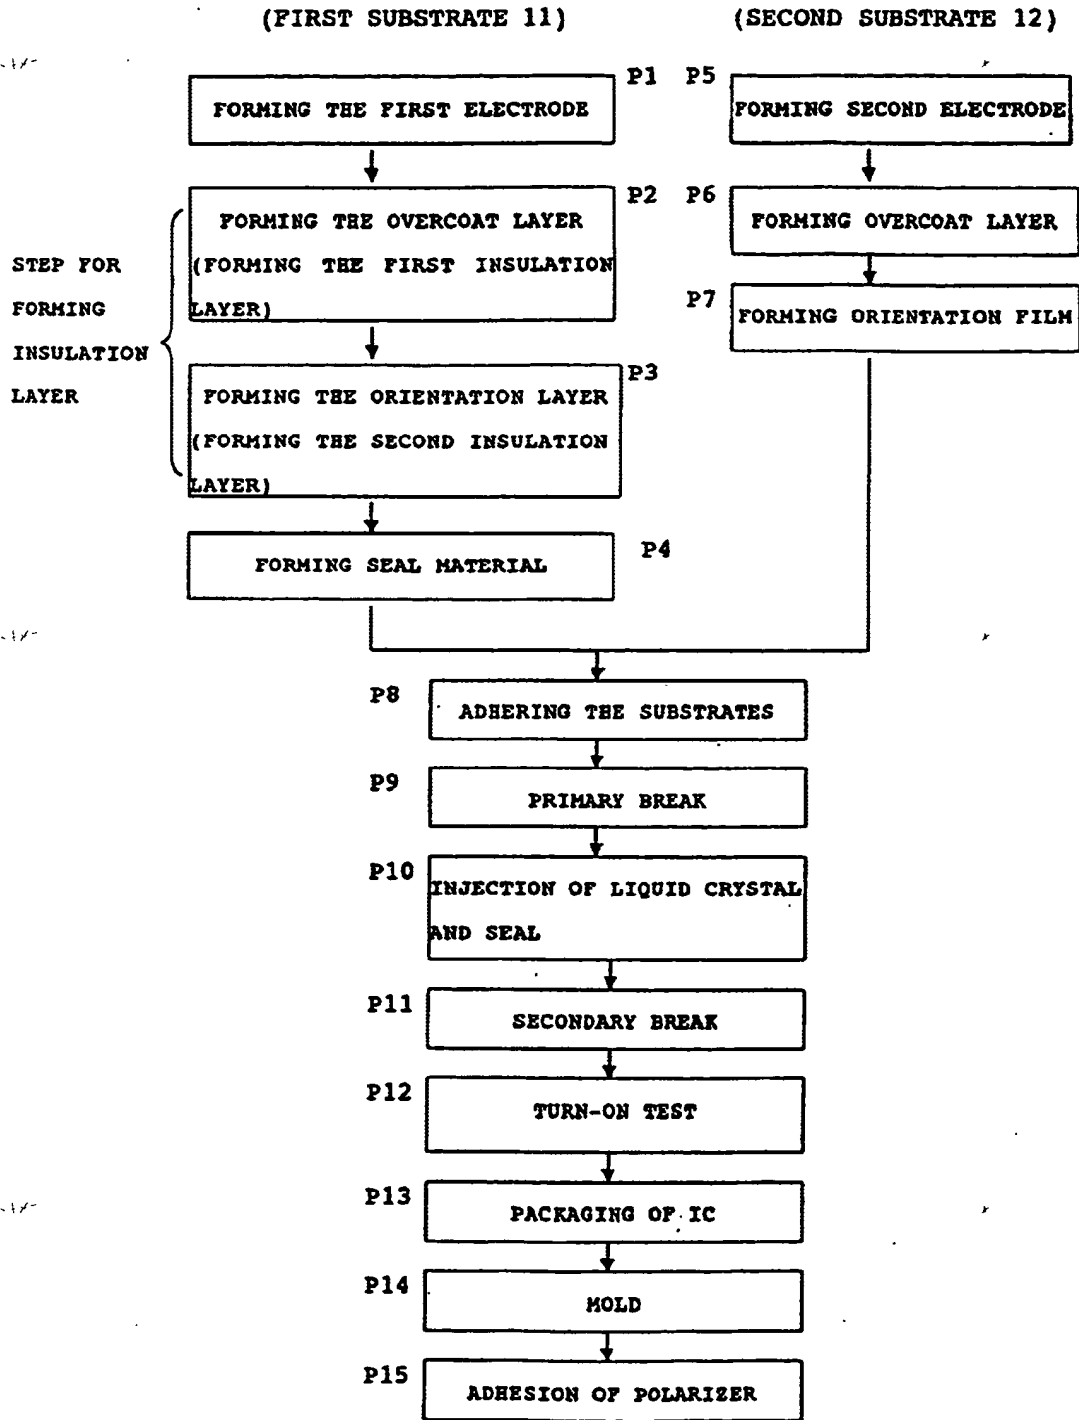 (FIRST SUBSTRATE 11)
(SECOND SUBSTRATE 12)
P1
FORMING THE FIRST ELECTRODE
P2
FORMING THE OVERCOAT LAYER
(FORMING THE FIRST INSULATION
LAYER)
STEP FOR
FORMING
INSULATION
LAYER
P3
FORMING THE ORIENTATION LAYER
(FORMING THE SECOND INSULATION
LAYER)
P4
FORMING SEAL MATERIAL
P5
FORMING SECOND ELECTRODE
P6
FORMING OVERCOAT LAYER
P7
FORMING ORIENTATION FILM
P8
ADHERING THE SUBSTRATES
P9
PRIMARY BREAK
P10
INJECTION OF LIQUID CRYSTAL
AND SEAL
P11
SECONDARY BREAK
P12
TURN-ON TEST
P13
PACKAGING OF IC
P14
MOLD
P15
ADHESION OF POLARIZER